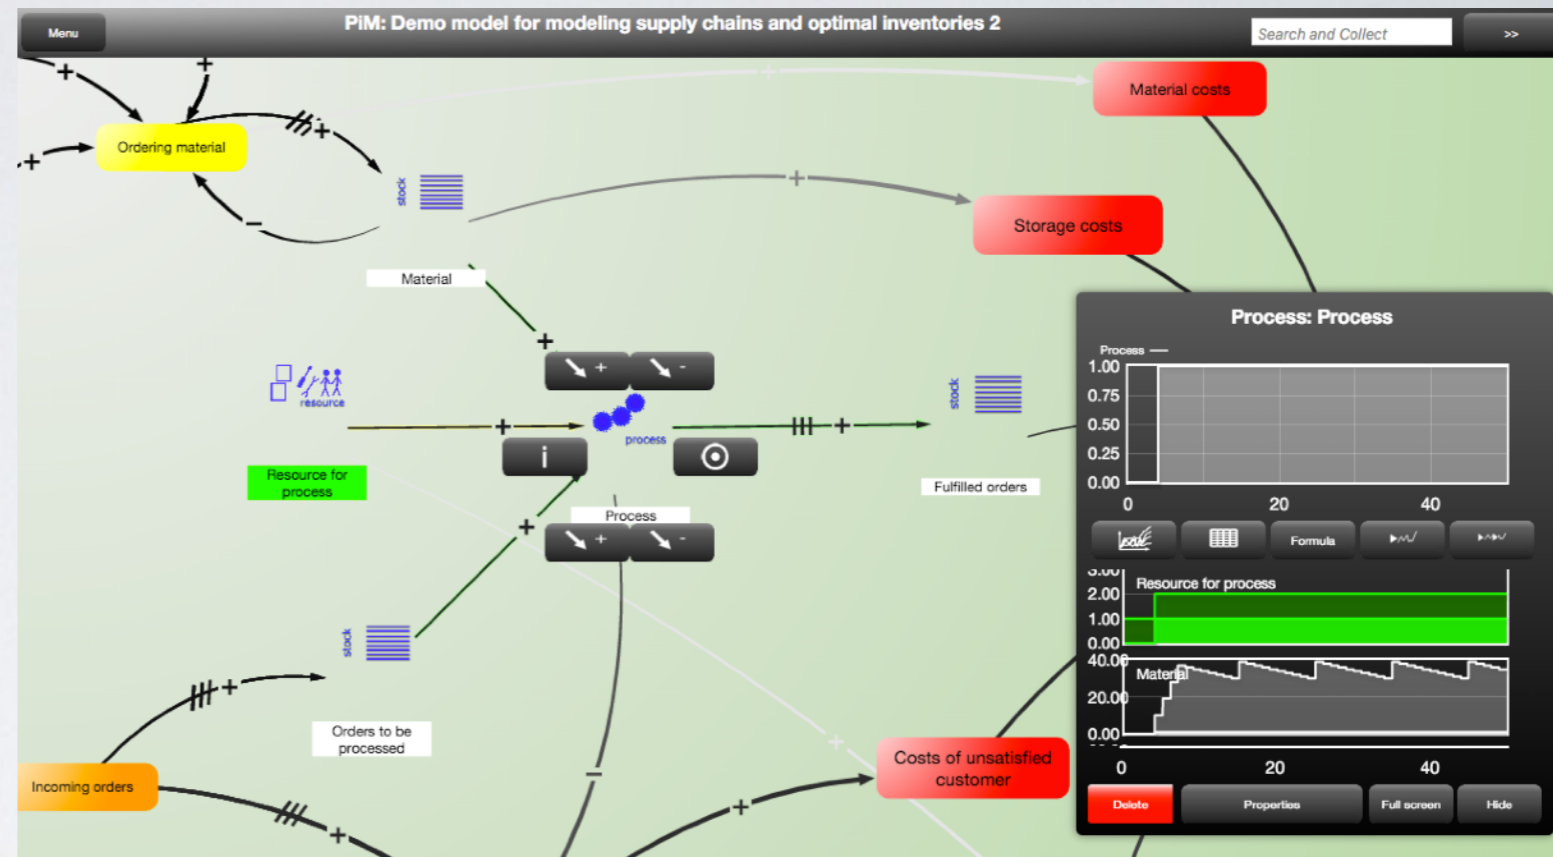 Menu
PiM: Demo model for modeling supply chains and optimal inventories 2
Search and Collect
>>
+
+
+
+
Material costs
Ordering material
+
+
stock
−
Storage costs
Material
Process: Process
Process
1.00
0.75
0.50
0.25
0.00
0
20
40
+
+ -
resource
stock
+
process
+
i
Resource for
process
Fulfilled orders
+
Process
+ -
Formula
3.00
Resource for process
2.00
1.00
0.00
stock
40.00
Material
20.00
0.00
+
Orders to be
processed
+
0
20
40
Costs of unsatisfied
customer
Incoming orders
−
+
+
Delete
Properties
Full screen
Hide